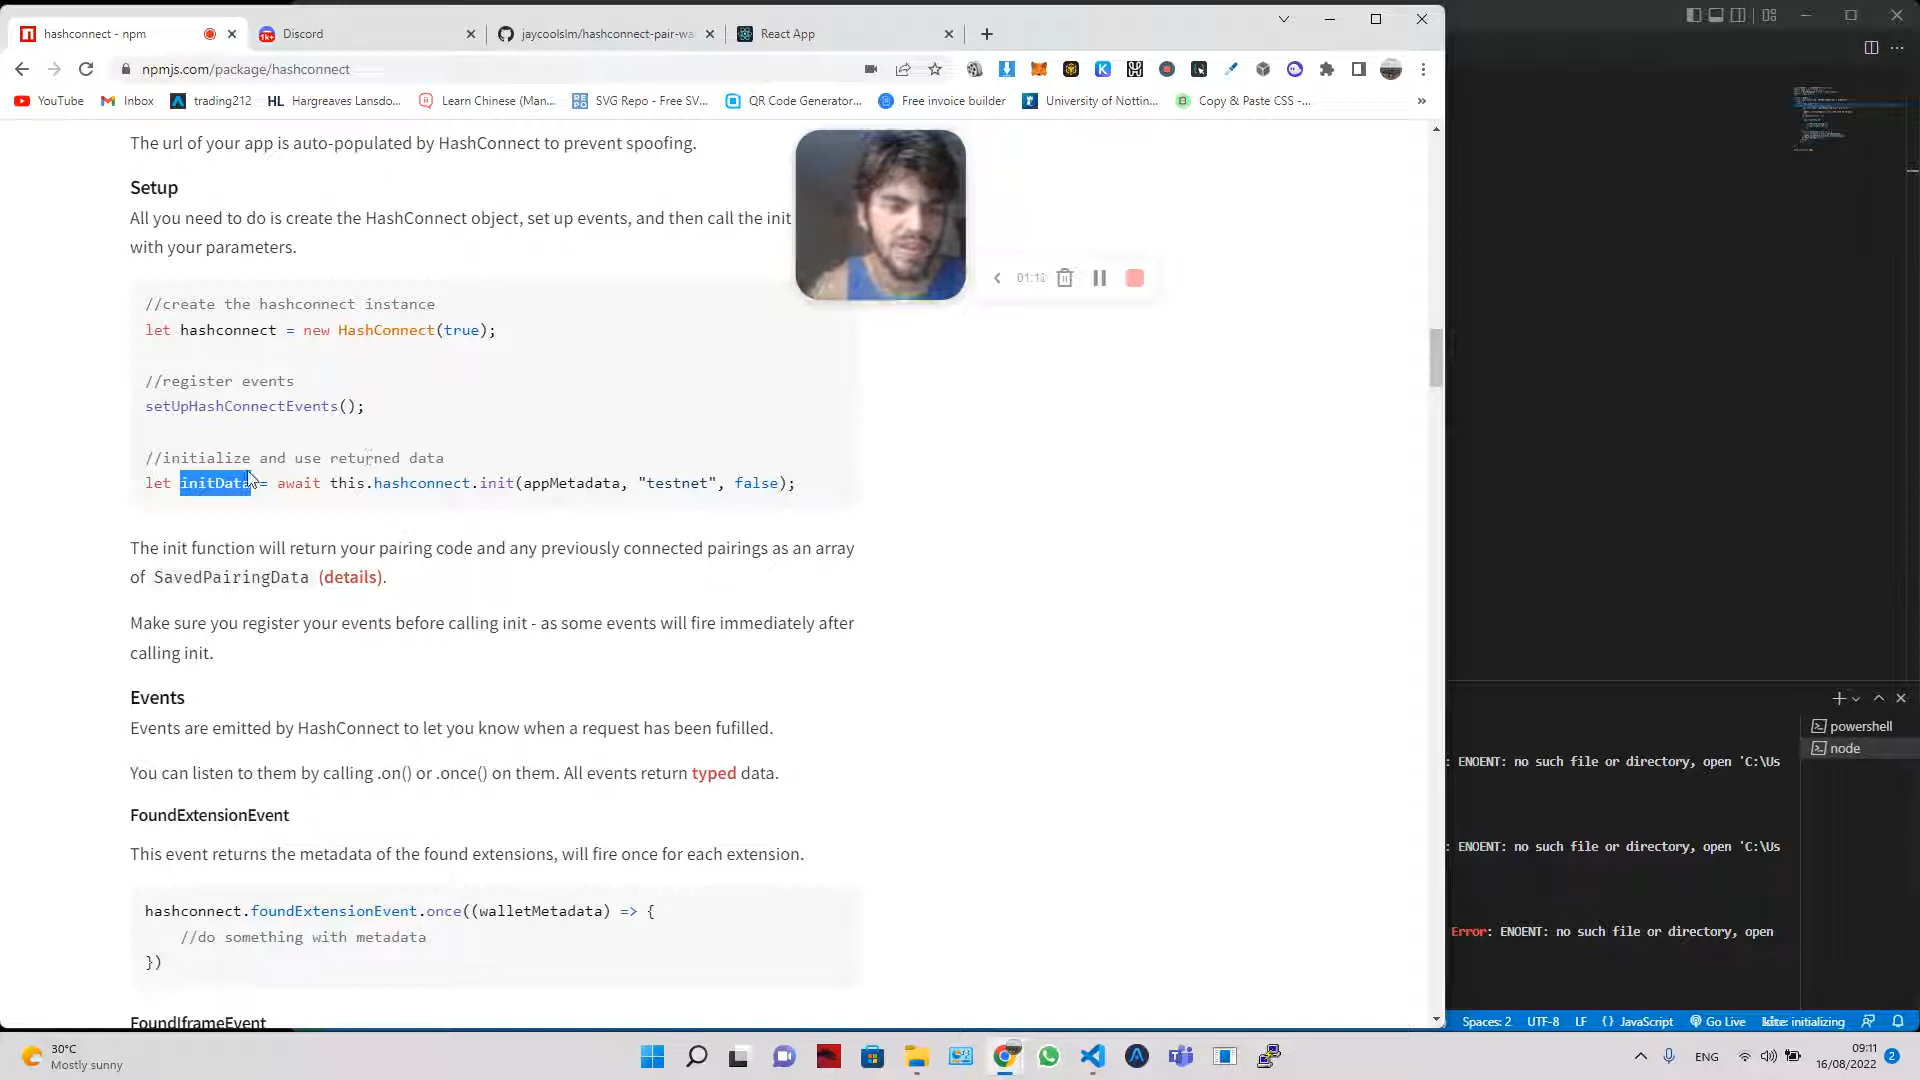 hashconnect - npm
Discord
jaycoolslm/hashconnect-pair-wa
React App
npmjs.com/package/hashconnect
YouTube
Inbox
trading212
HL Hargreaves Lansdo...
Learn Chinese (Man...
SVG Repo - Free SV...
QR Code Generator...
Free invoice builder
University of Notting...
Copy & Paste CSS -...
»
The url of your app is auto-populated by HashConnect to prevent spoofing.
Setup
All you need to do is create the HashConnect object, set up events, and then call the init
with your parameters.
01:1
//create the hashconnect instance
let hashconnect = new HashConnect(true);
//register events
setUpHashConnectEvents();
//initialize and use returned data
let initData = await this.hashconnect.init(appMetadata, "testnet", false);
The init function will return your pairing code and any previously connected pairings as an array
of SavedPairingData (details).
Make sure you register your events before calling init - as some events will fire immediately after
calling init.
Events
Events are emitted by HashConnect to let you know when a request has been fufilled.
You can listen to them by calling .on() or .once() on them. All events return typed data.
FoundExtensionEvent
This event returns the metadata of the found extensions, will fire once for each extension.
hashconnect.foundExtensionEvent.once((walletMetadata) => {
//do something with metadata
})
FoundIframeEvent
powershell
node
: ENOENT: no such file or directory, open 'C:\Us
: ENOENT: no such file or directory, open 'C:\Us
Error: ENOENT: no such file or directory, open
Spaces: 2
UTF-8
LF
{ } JavaScript
Go Live
kite: initializing
30°C
Mostly sunny
ENG
09:11
16/08/2022
2